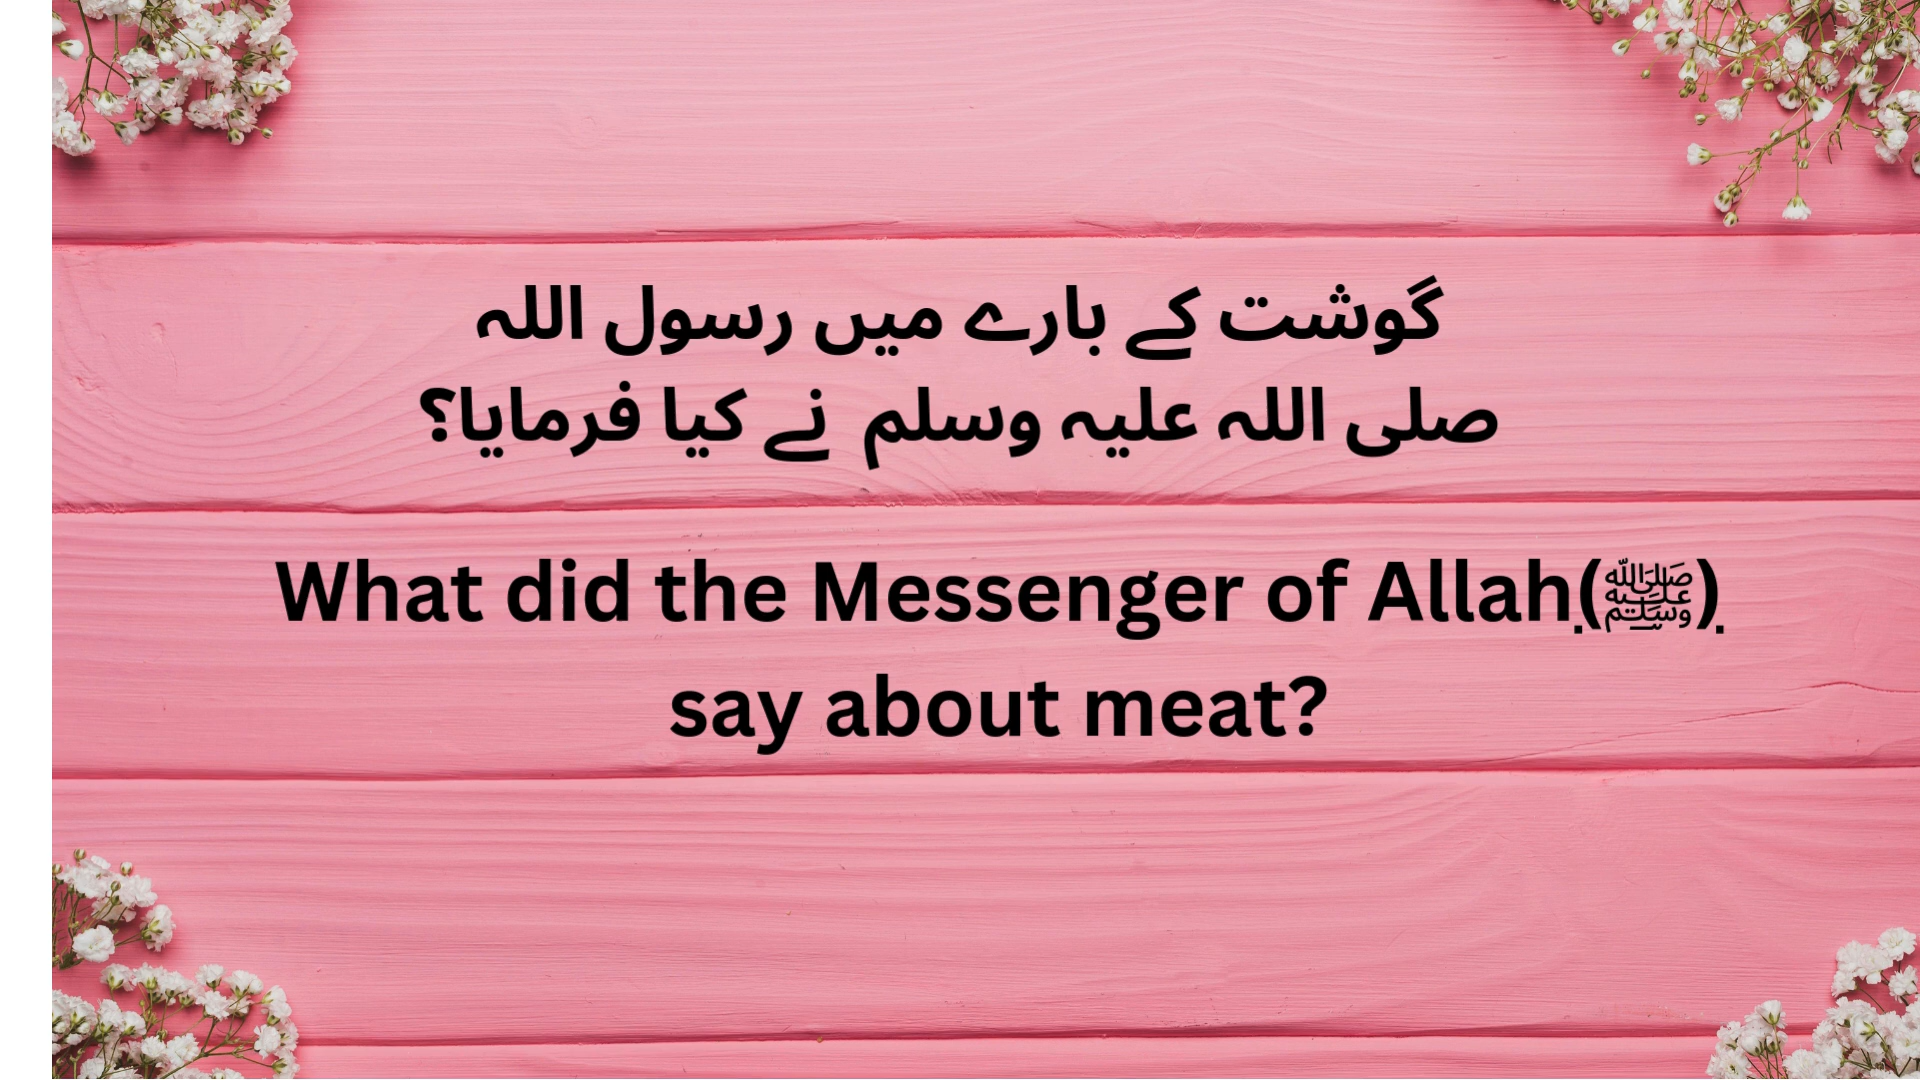 گوشت کے بارے میں رسول اللہ
صلی اللہ علیہ وسلم نے کیا فرمایا؟
What did the Messenger of Allah(ﷺ)
say about meat?